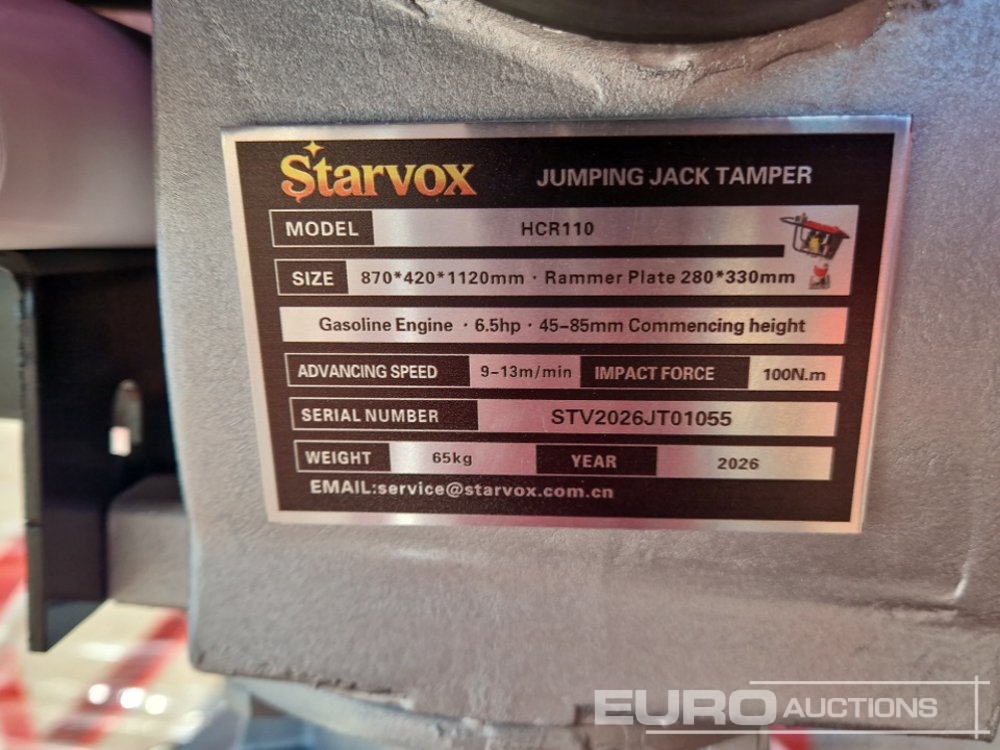 Starvox JUMPING JACK TAMPER
MODEL HCR110
SIZE 870*420*1120mm · Rammer Plate 280*330mm
Gasoline Engine · 6.5hp · 45-85mm Commencing height
ADVANCING SPEED 9-13m/min IMPACT FORCE 100N.m
SERIAL NUMBER STV2026JT01055
WEIGHT 65kg YEAR 2026
EMAIL:service@starvox.com.cn
EURO AUCTIONS